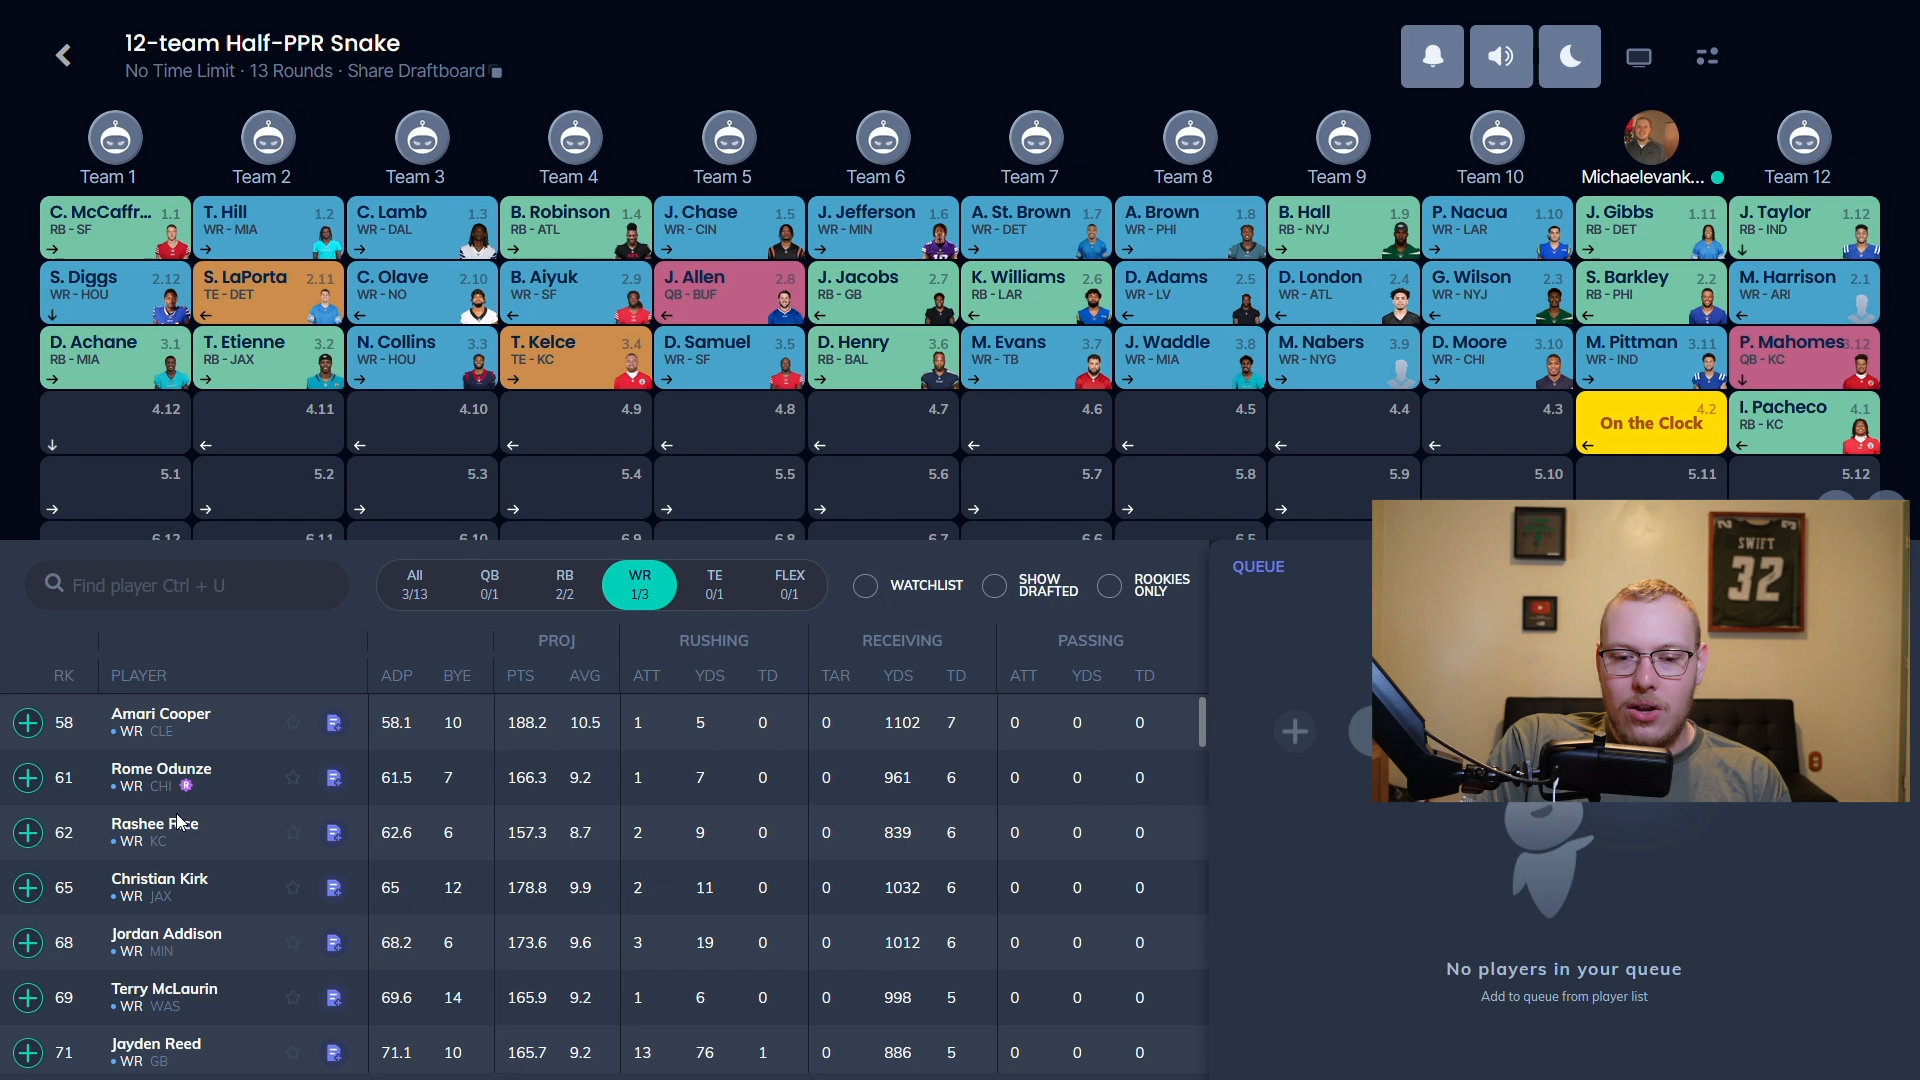 12-team Half-PPR Snake
No Time Limit · 13 Rounds · Share Draftboard
Team 1
Team 2
Team 3
Team 4
Team 5
Team 6
Team 7
Team 8
Team 9
Team 10
Michaelevank...
Team 12
C. McCaffr... 1.1
RB - SF
T. Hill 1.2
WR - MIA
C. Lamb 1.3
WR - DAL
B. Robinson 1.4
RB - ATL
J. Chase 1.5
WR - CIN
J. Jefferson 1.6
WR - MIN
A. St. Brown 1.7
WR - DET
A. Brown 1.8
WR - PHI
B. Hall 1.9
RB - NYJ
P. Nacua 1.10
WR - LAR
J. Gibbs 1.11
RB - DET
J. Taylor 1.12
RB - IND
S. Diggs 2.12
WR - HOU
S. LaPorta 2.11
TE - DET
C. Olave 2.10
WR - NO
B. Aiyuk 2.9
WR - SF
J. Allen 2.8
QB - BUF
J. Jacobs 2.7
RB - GB
K. Williams 2.6
RB - LAR
D. Adams 2.5
WR - LV
D. London 2.4
WR - ATL
G. Wilson 2.3
WR - NYJ
S. Barkley 2.2
RB - PHI
M. Harrison 2.1
WR - ARI
D. Achane 3.1
RB - MIA
T. Etienne 3.2
RB - JAX
N. Collins 3.3
WR - HOU
T. Kelce 3.4
TE - KC
D. Samuel 3.5
WR - SF
D. Henry 3.6
RB - BAL
M. Evans 3.7
WR - TB
J. Waddle 3.8
WR - MIA
M. Nabers 3.9
WR - NYG
D. Moore 3.10
WR - CHI
M. Pittman 3.11
WR - IND
P. Mahomes 3.12
QB - KC
4.12
4.11
4.10
4.9
4.8
4.7
4.6
4.5
4.4
4.3
4.2
On the Clock
I. Pacheco 4.1
RB - KC
5.1
5.2
5.3
5.4
5.5
5.6
5.7
5.8
5.9
5.10
5.11
5.12
6.12
6.11
6.10
6.9
6.8
6.7
6.6
6.5
Find player Ctrl + U
All
3/13
QB
0/1
RB
2/2
WR
1/3
TE
0/1
FLEX
0/1
WATCHLIST
SHOW
DRAFTED
ROOKIES
ONLY
QUEUE
SWIFT
32
PROJ RUSHING RECEIVING PASSING
RK PLAYER ADP BYE PTS AVG ATT YDS TD TAR YDS TD ATT YDS TD
58 Amari Cooper 58.1 10 188.2 10.5 1 5 0 0 1102 7 0 0 0
WR CLE
61 Rome Odunze 61.5 7 166.3 9.2 1 7 0 0 961 6 0 0 0
WR CHI R
62 Rashee Rice 62.6 6 157.3 8.7 2 9 0 0 839 6 0 0 0
WR KC
65 Christian Kirk 65 12 178.8 9.9 2 11 0 0 1032 6 0 0 0
WR JAX
68 Jordan Addison 68.2 6 173.6 9.6 3 19 0 0 1012 6 0 0 0
WR MIN
69 Terry McLaurin 69.6 14 165.9 9.2 1 6 0 0 998 5 0 0 0
WR WAS
71 Jayden Reed 71.1 10 165.7 9.2 13 76 1 0 886 5 0 0 0
WR GB
No players in your queue
Add to queue from player list